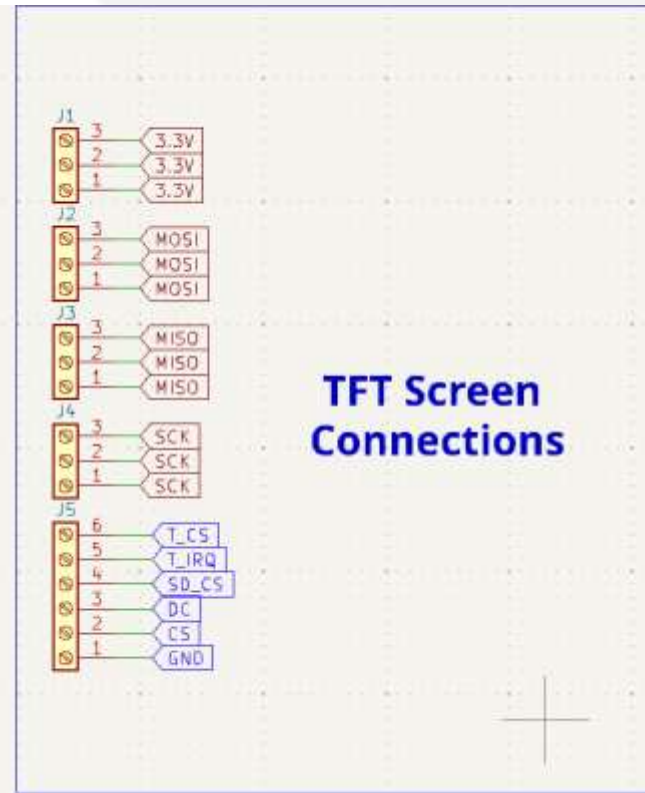 J1
3 3.3V
2 3.3V
1 3.3V
J2
3 MOSI
2 MOSI
1 MOSI
J3
3 MISO
2 MISO
1 MISO
J4
3 SCK
2 SCK
1 SCK
J5
6 T_CS
5 T_IRQ
4 SD_CS
3 DC
2 CS
1 GND
TFT Screen
Connections